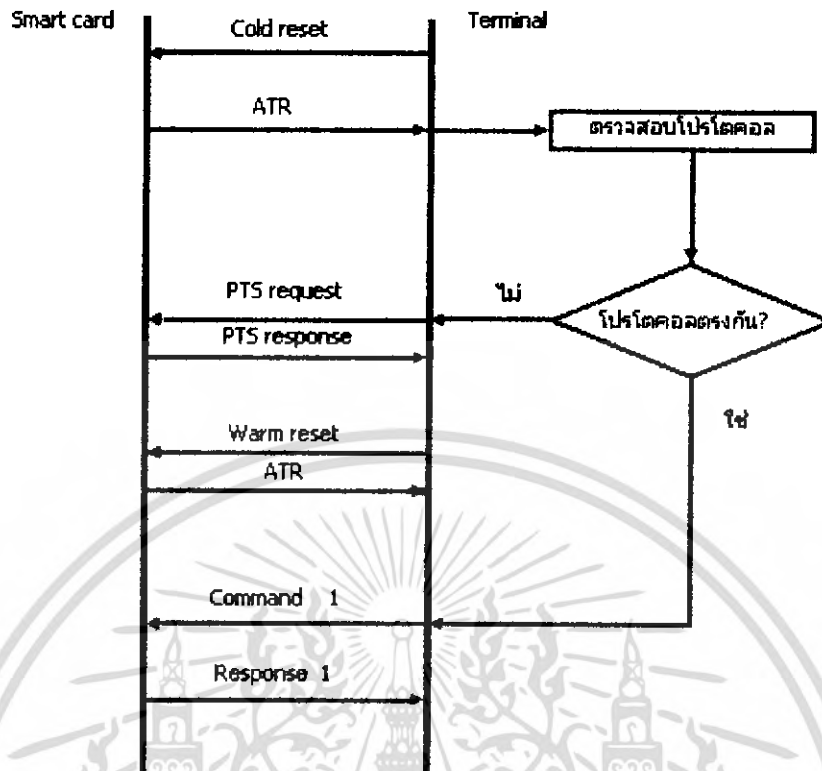 Smart card
Terminal
Cold reset
ATR
ตรวจสอบโปรโตคอล
PTS request
ไม่
โปรโตคอลตรงกัน?
PTS response
ใช่
Warm reset
ATR
Command 1
Response 1